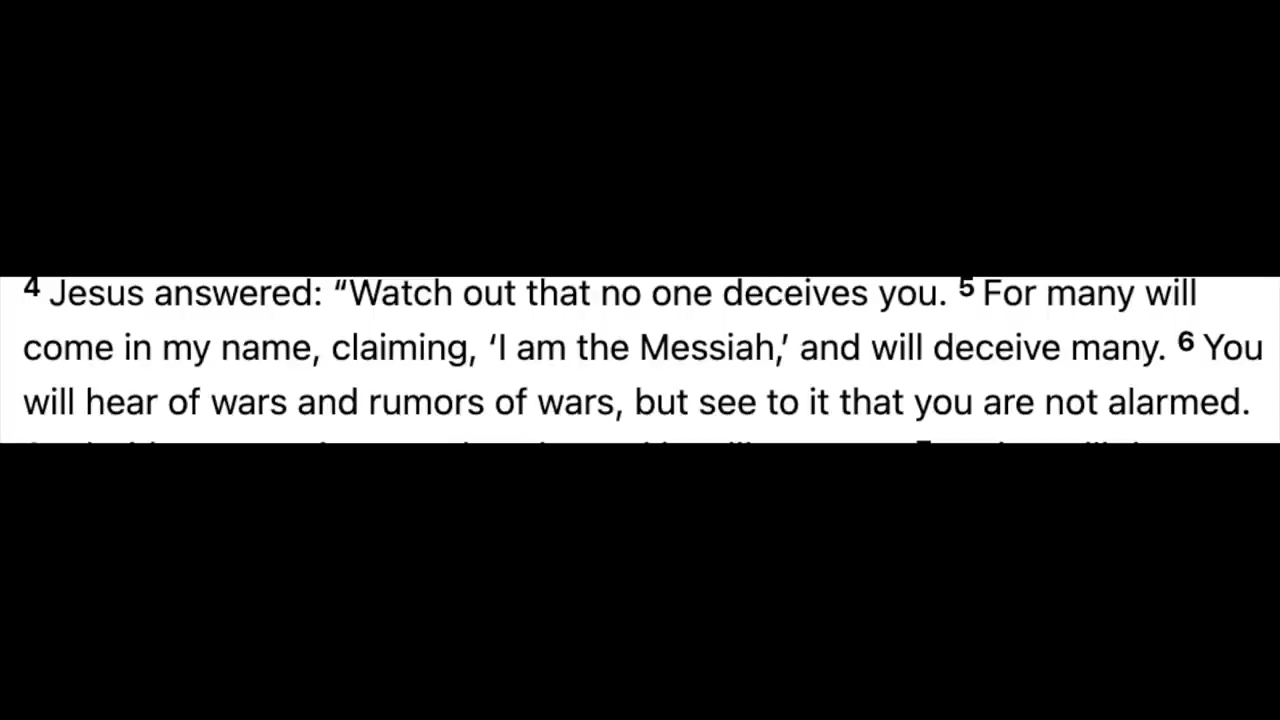 4 Jesus answered: “Watch out that no one deceives you. 5 For many will
come in my name, claiming, ‘I am the Messiah,’ and will deceive many. 6 You
will hear of wars and rumors of wars, but see to it that you are not alarmed.